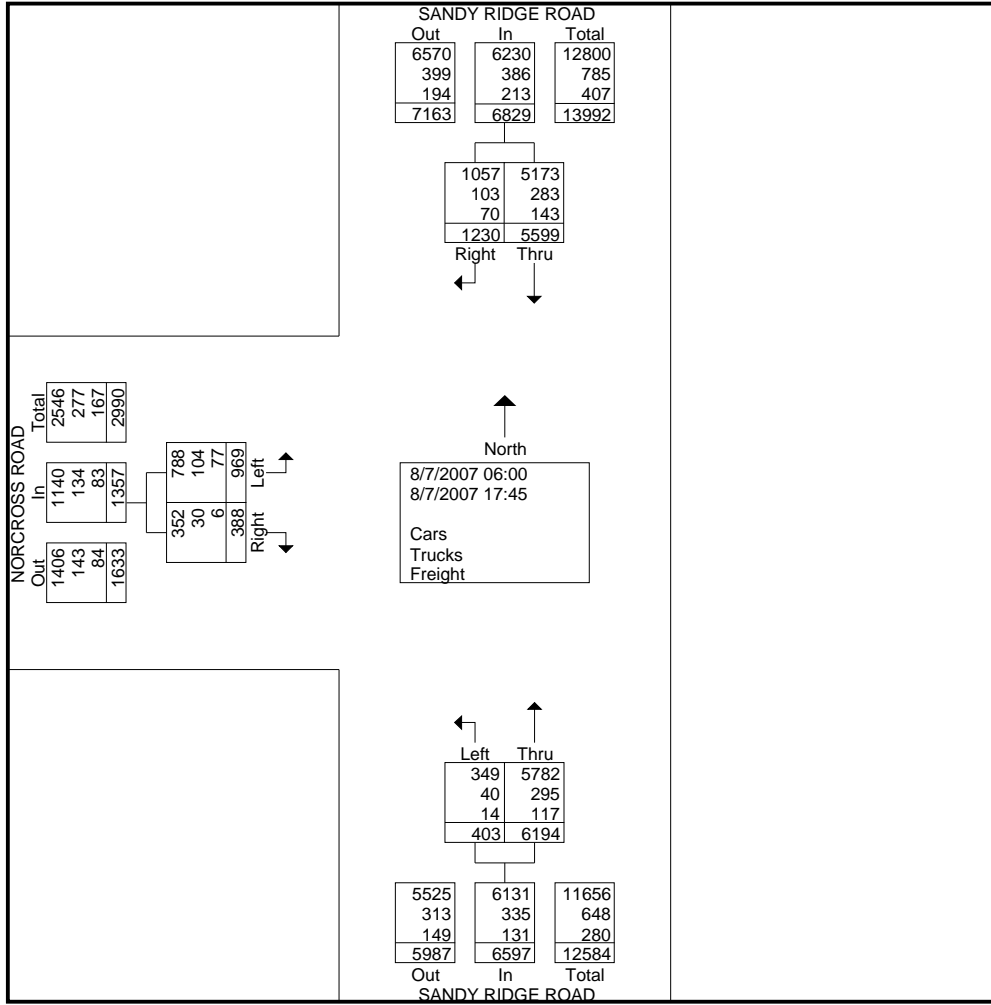 SANDY RIDGE ROAD
Out In Total
6570 6230 12800
399 386 785
194 213 407
7163 6829 13992
1057 5173
103 283
70 143
1230 5599
Right Thru
NORCROSS ROAD
Total
2546
277
167
2990
In
1140
134
83
1357
Out
1406
143
84
1633
788
104
77
969
Left
352
30
6
388
Right
North
8/7/2007 06:00
8/7/2007 17:45
Cars
Trucks
Freight
Left Thru
349 5782
40 295
14 117
403 6194
5525 6131 11656
313 335 648
149 131 280
5987 6597 12584
Out In Total
SANDY RIDGE ROAD